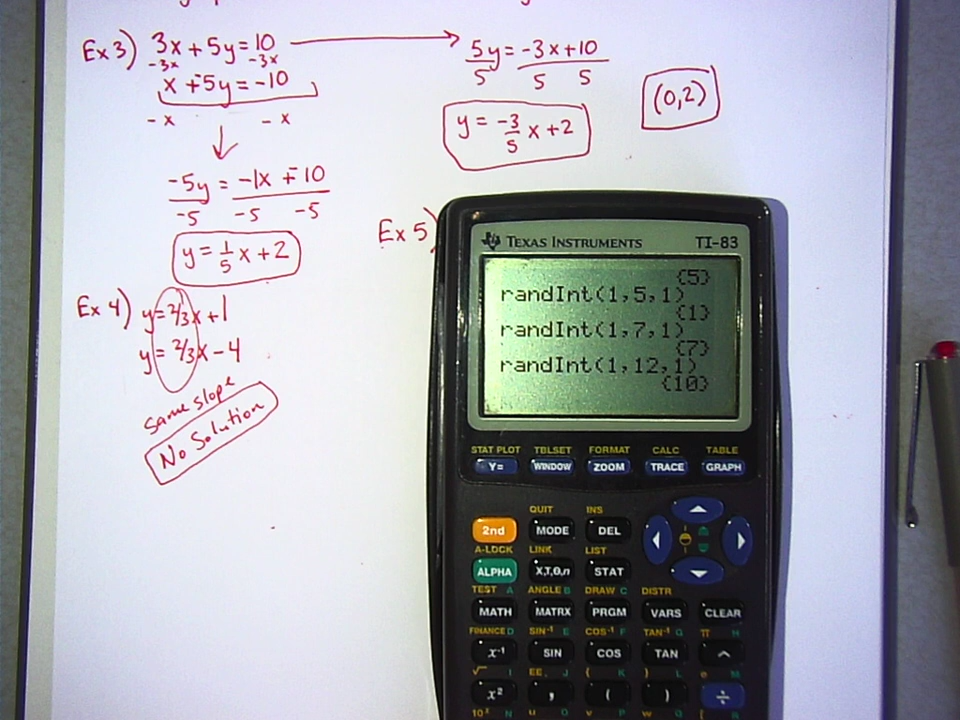 Ex 3) 3x + 5y = 10
-3x -3x
x + -5y = -10
-x -x
-5y = -1x + -10
-5 -5 -5
y = 1/5 x + 2
5y = -3x + 10
5 5 5
y = -3/5 x + 2
(0,2)
Ex 4) y = 2/3x + 1
y = 2/3x - 4
same slope
No Solution
Ex 5)
TEXAS INSTRUMENTS TI-83
{5}
randInt(1,5,1)
{1}
randInt(1,7,1)
{7}
randInt(1,12,1)
{10}
STAT PLOT TBLSET FORMAT CALC TABLE
Y= WINDOW ZOOM TRACE GRAPH
QUIT INS
2nd MODE DEL
A-LOCK LINK LIST
ALPHA X,T,θ,n STAT
TEST A ANGLE B DRAW C DISTR
MATH MATRX PRGM VARS CLEAR
FINANCE D SIN⁻¹ E COS⁻¹ F TAN⁻¹ G π H
x⁻¹ SIN COS TAN ^
√ I EE J { K } L e M
x² , ( ) ÷
10ˣ N u O v P w Q [ R